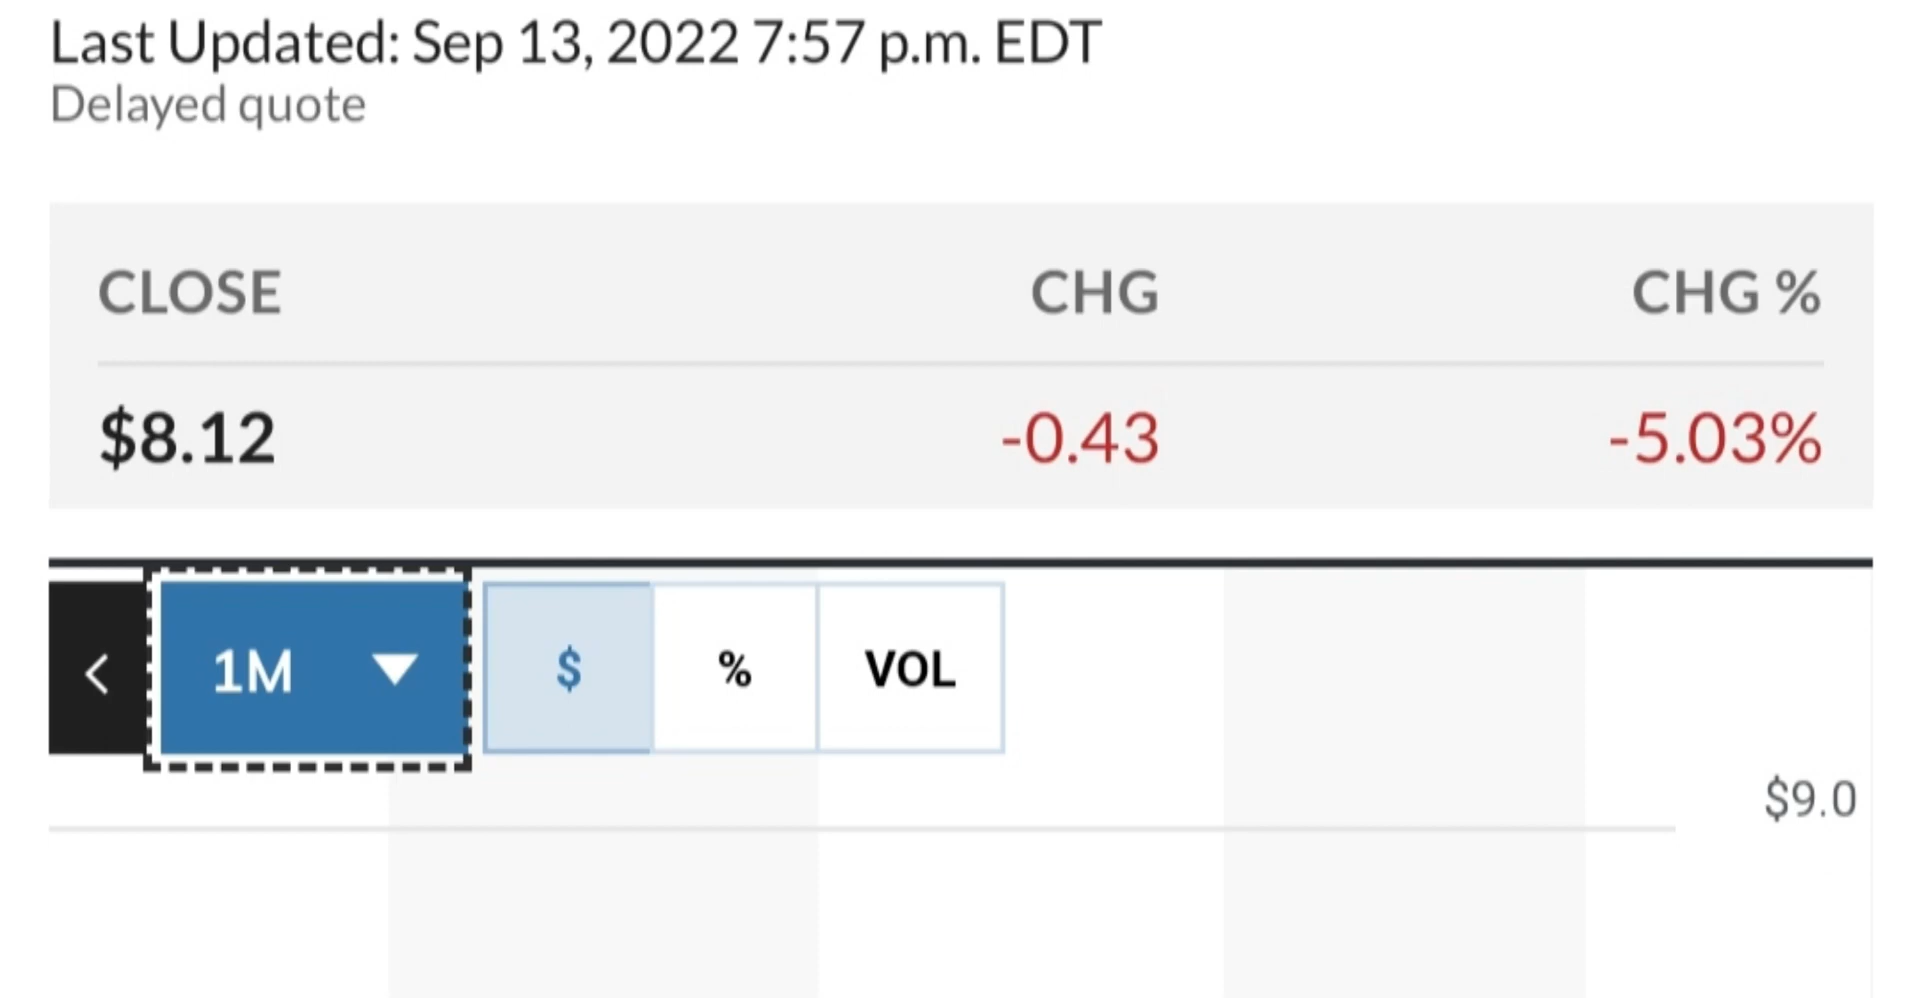 Last Updated: Sep 13, 2022 7:57 p.m. EDT
Delayed quote
CLOSE CHG CHG %
$8.12 -0.43 -5.03%
< 1M ▼ $ % VOL
$9.0